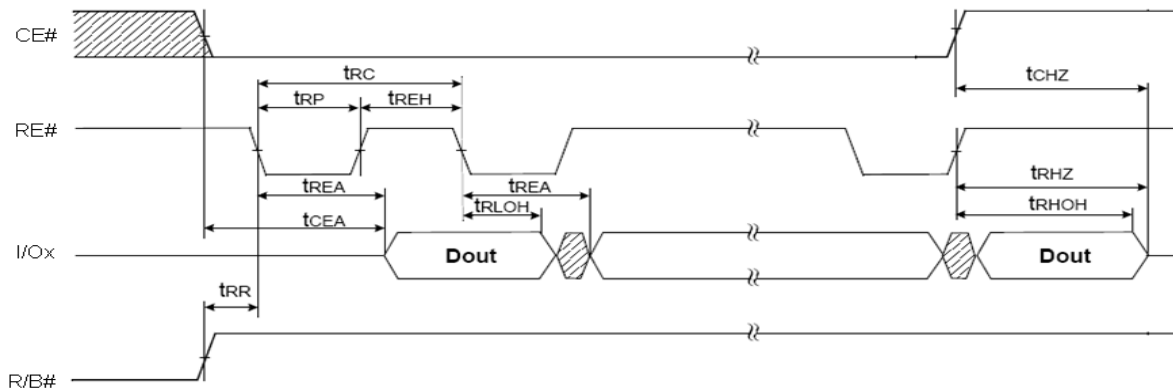 CE#
tCHZ
tRC
tRP
tREH
RE#
tREA
tREA
tRHZ
tRLOH
tRHOH
tCEA
I/Ox
Dout
Dout
tRR
R/B#